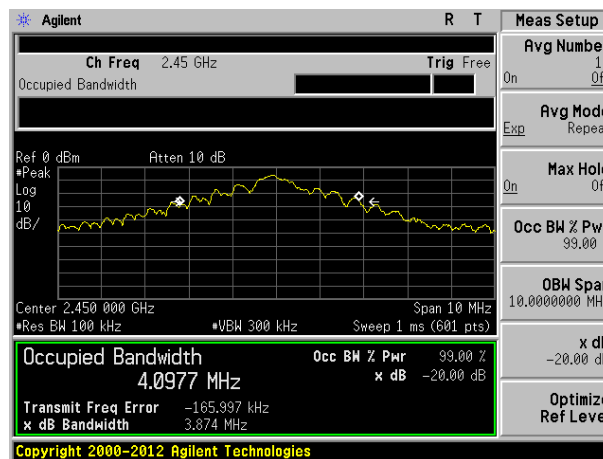 Agilent R T Meas Setup
Ch Freq 2.45 GHz Trig Free
Occupied Bandwidth
Ref 0 dBm Atten 10 dB
#Peak
Log
10
dB/
Center 2.450 000 GHz Span 10 MHz
#Res BW 100 kHz #VBW 300 kHz Sweep 1 ms (601 pts)
Occupied Bandwidth
4.0977 MHz
Occ BW % Pwr 99.00 %
x dB -20.00 dB
Transmit Freq Error -165.997 kHz
x dB Bandwidth 3.874 MHz
Copyright 2000-2012 Agilent Technologies
Avg Numbe
1
On Of
Avg Mod
Exp Repea
Max Hol
On Of
Occ BW % Pw
99.00
OBW Spa
10.0000000 MH
x d
-20.00 d
Optimiz
Ref Leve